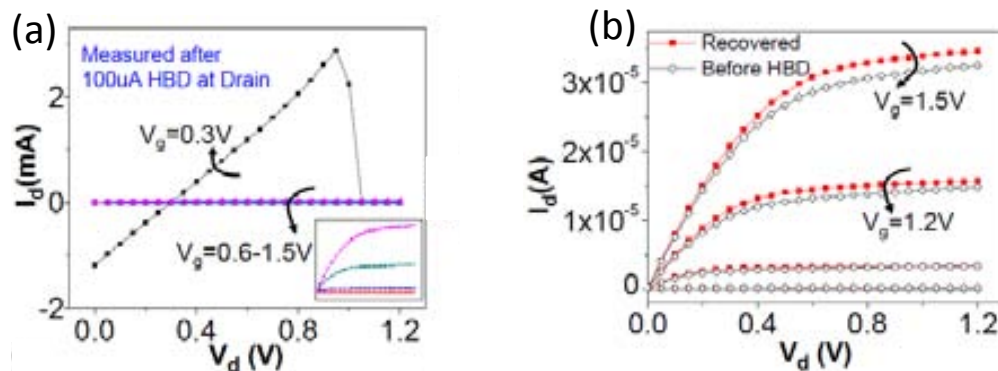 (a)
Measured after
100uA HBD at Drain
V_g=0.3V
V_g=0.6-1.5V
I_d(mA)
2
0
-2
0.0 0.4 0.8 1.2
V_d (V)
(b)
Recovered
Before HBD
V_g=1.5V
V_g=1.2V
I_d(A)
3x10⁻⁵
2x10⁻⁵
1x10⁻⁵
0
0.0 0.4 0.8 1.2
V_d (V)